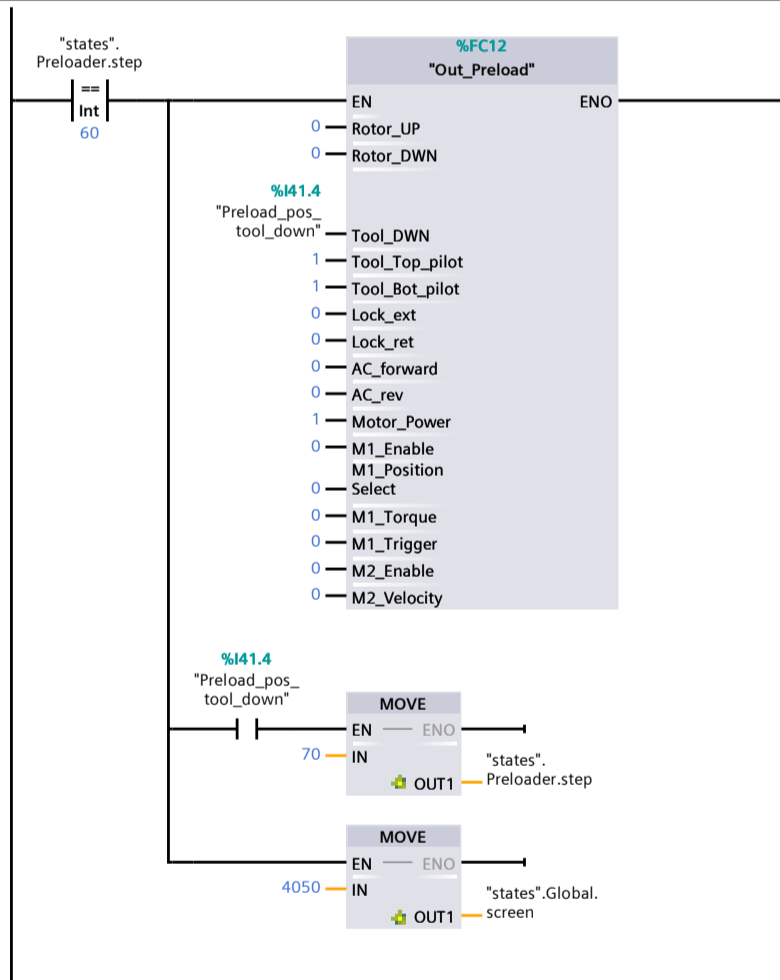 "states".
Preloader.step
==
Int
60
%FC12
"Out_Preload"
EN ENO
0 Rotor_UP
0 Rotor_DWN
%I41.4
"Preload_pos_
tool_down" Tool_DWN
1 Tool_Top_pilot
1 Tool_Bot_pilot
0 Lock_ext
0 Lock_ret
0 AC_forward
0 AC_rev
1 Motor_Power
0 M1_Enable
M1_Position
0 Select
0 M1_Torque
0 M1_Trigger
0 M2_Enable
0 M2_Velocity
%I41.4
"Preload_pos_
tool_down"
MOVE
EN ENO
70 IN
OUT1
"states".
Preloader.step
MOVE
EN ENO
4050 IN
OUT1
"states".Global.
screen